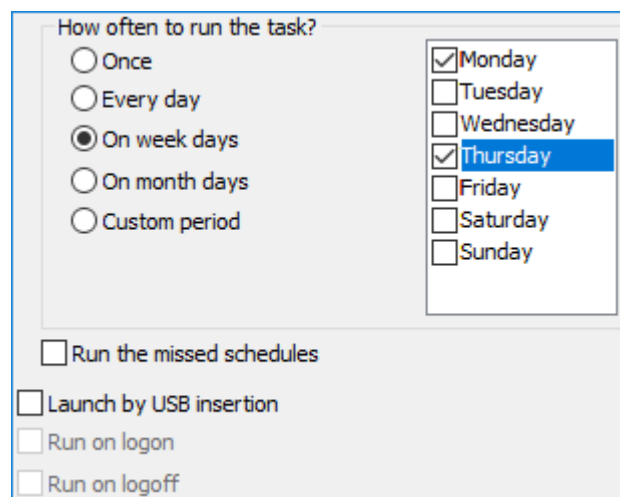 How often to run the task?
Once
Every day
On week days
On month days
Custom period
Monday
Tuesday
Wednesday
Thursday
Friday
Saturday
Sunday
Run the missed schedules
Launch by USB insertion
Run on logon
Run on logoff